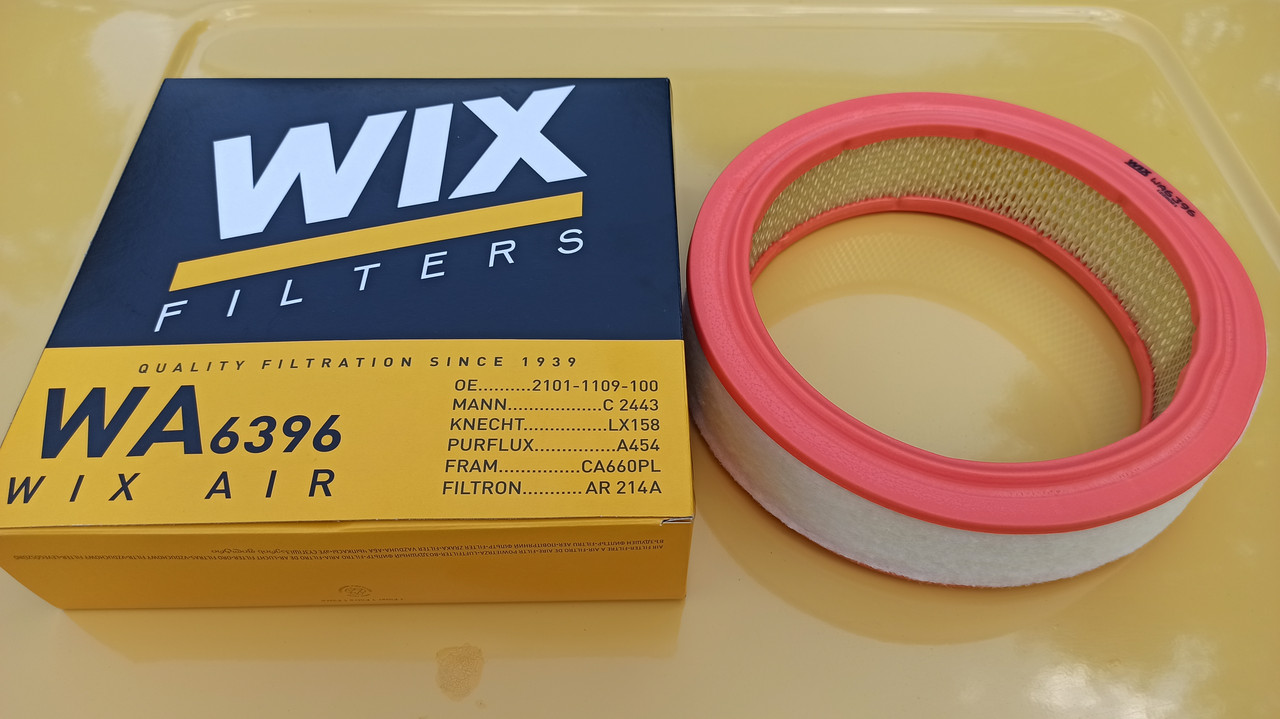 WIX
FILTERS
QUALITY FILTRATION SINCE 1939
WA6396
WIX AIR
OE..........2101-1109-100
MANN..................C 2443
KNECHT................LX158
PURFLUX...............A454
FRAM...............CA660PL
FILTRON........... AR 214A
WIX WA6396